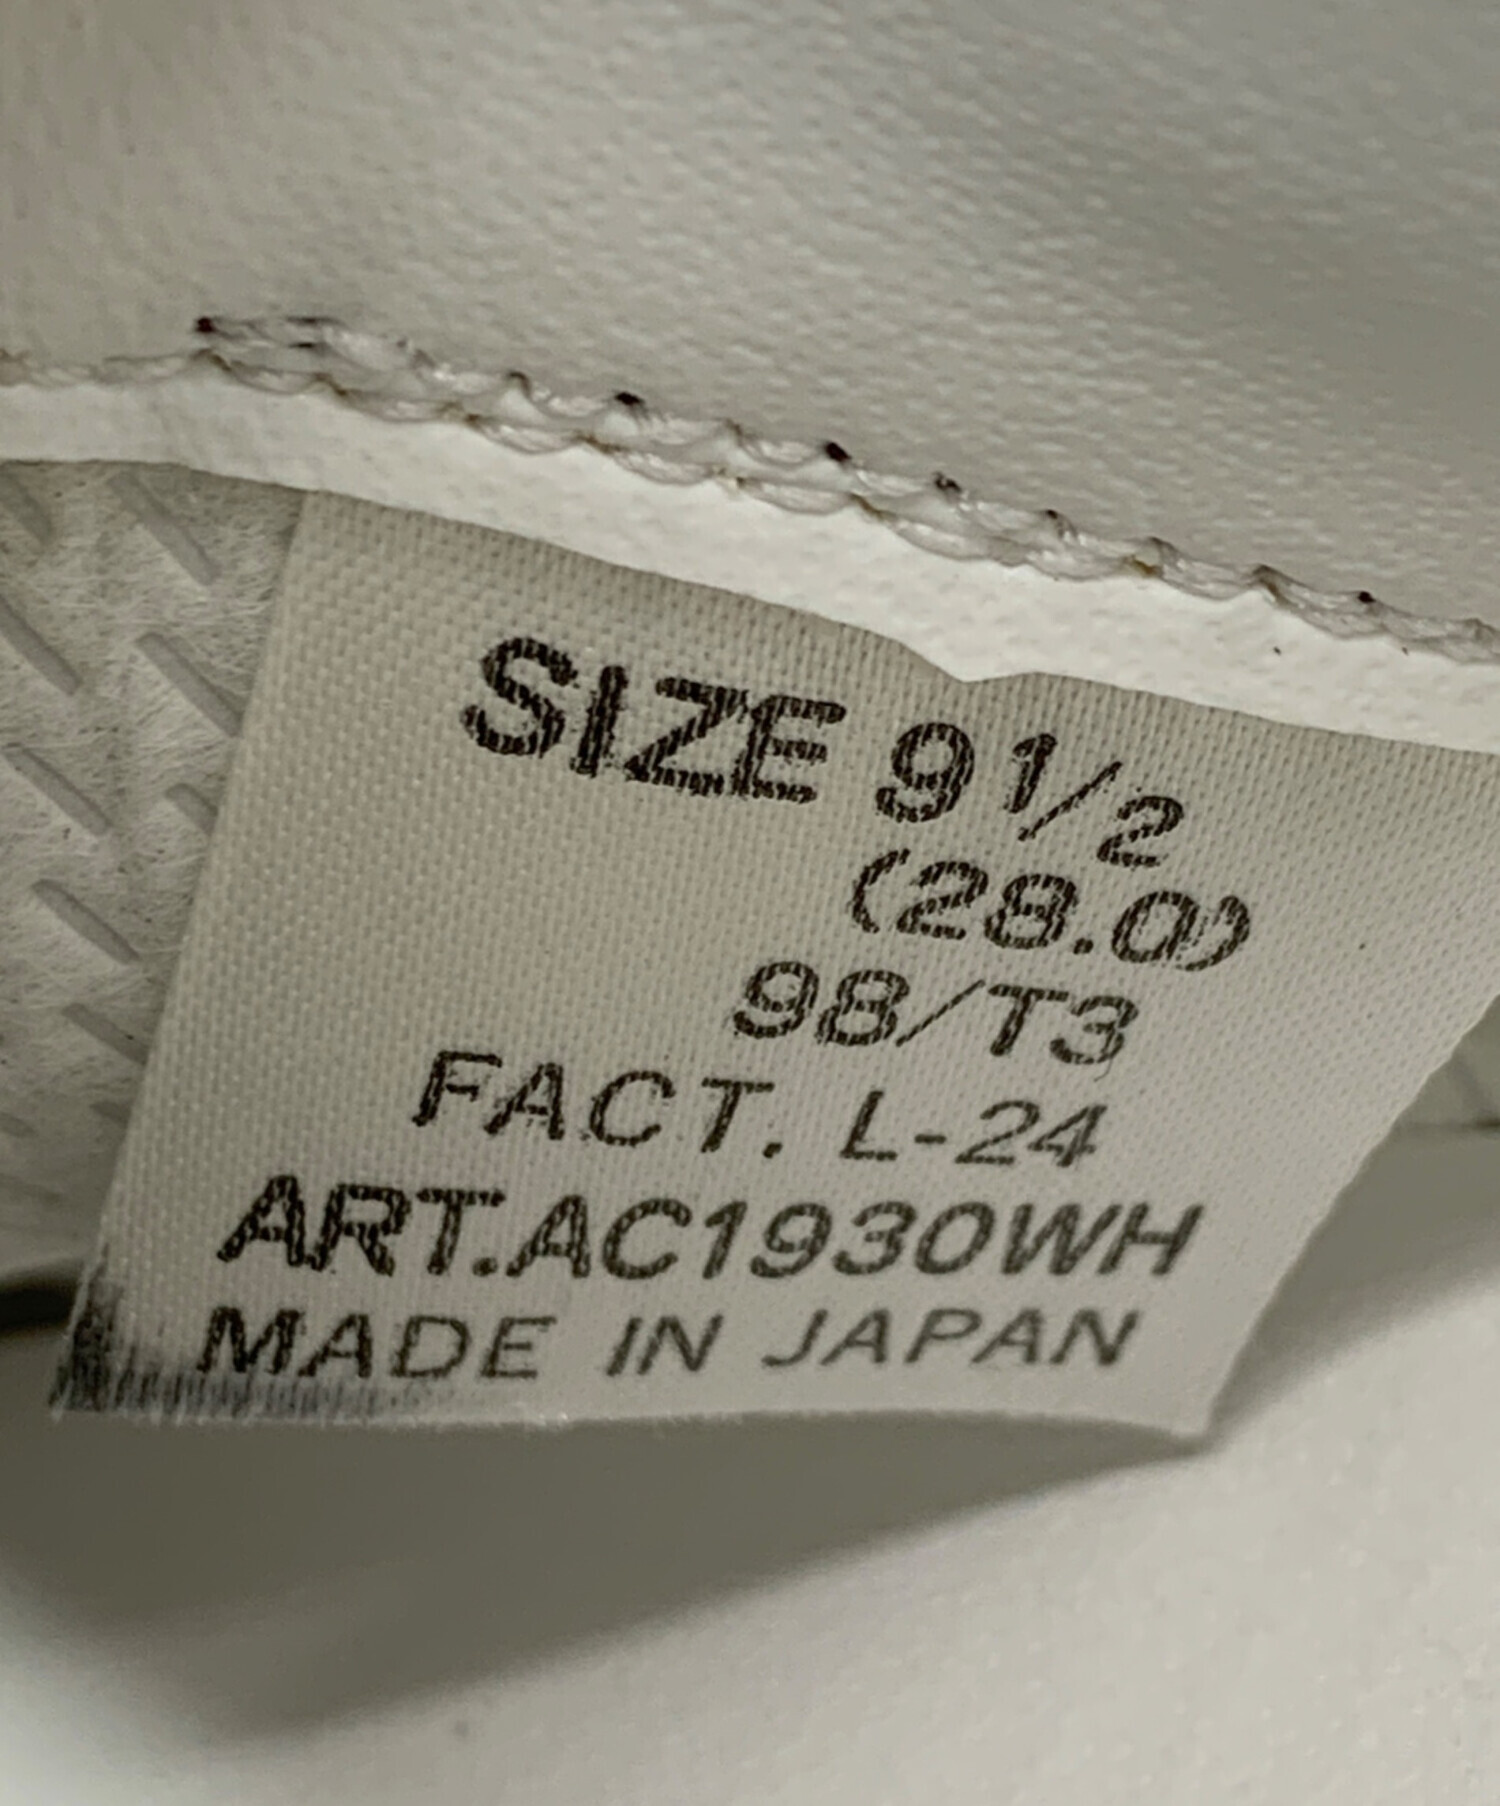 SIZE 9 1/2
(28.0)
98/T3
FACT. L-24
ART.AC1930WH
MADE IN JAPAN